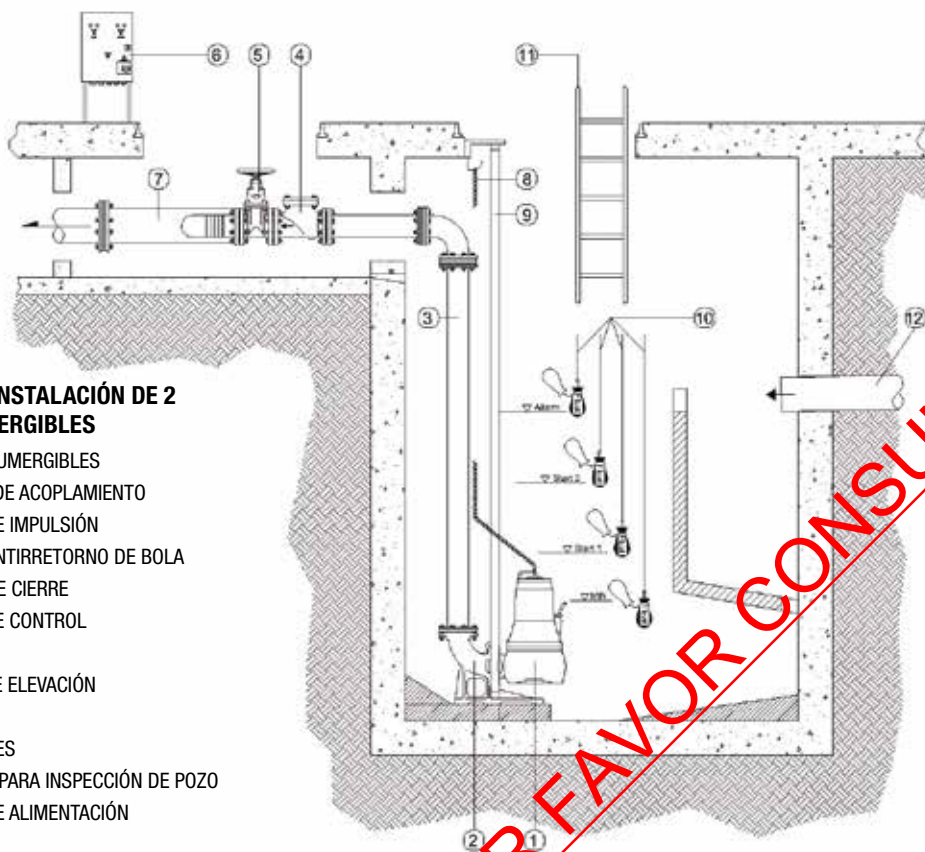 6
5
4
11
7
8
9
3
10
12
NSTALACIÓN DE 2
ERGIBLES
UMERGIBLES
DE ACOPLAMIENTO
E IMPULSIÓN
NTIRRETORNO DE BOLA
E CIERRE
E CONTROL
E ELEVACIÓN
ES
PARA INSPECCIÓN DE POZO
E ALIMENTACIÓN
Alarm
Start 2
Start 1
2
1
R FAVOR CONSU